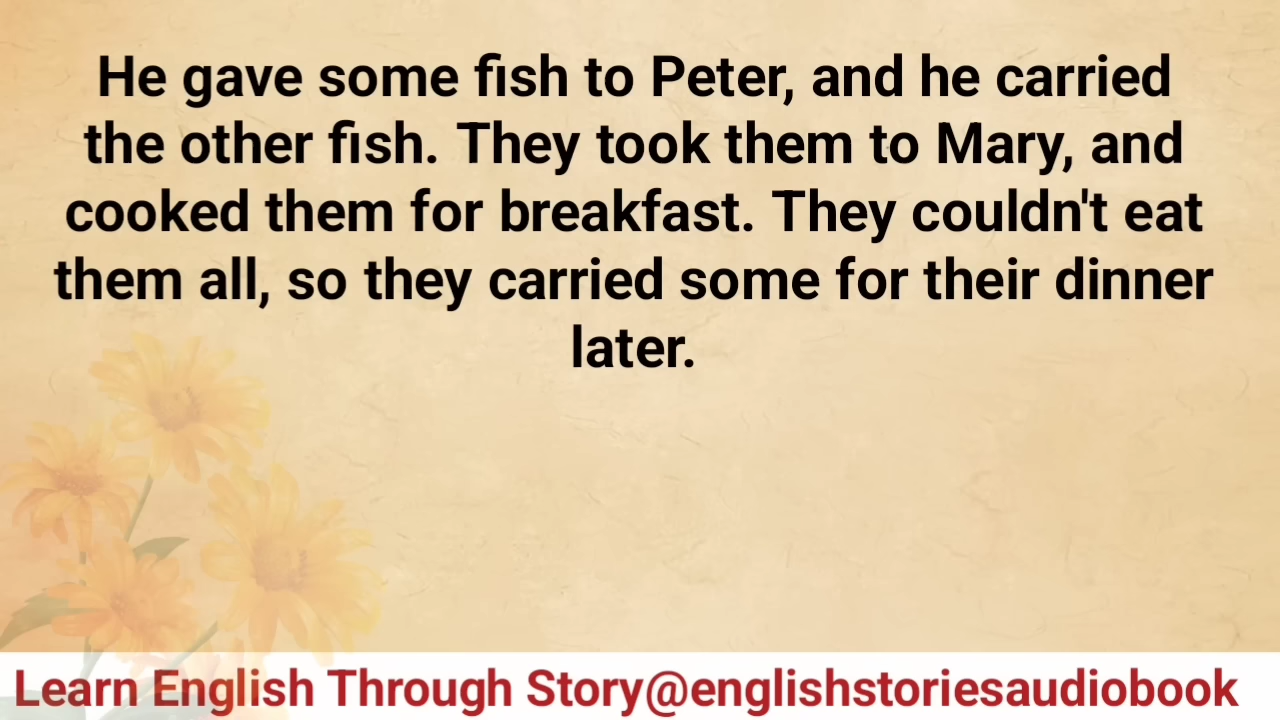 He gave some fish to Peter, and he carried
the other fish. They took them to Mary, and
cooked them for breakfast. They couldn't eat
them all, so they carried some for their dinner
later.
Learn English Through Story@englishstoriesaudiobook